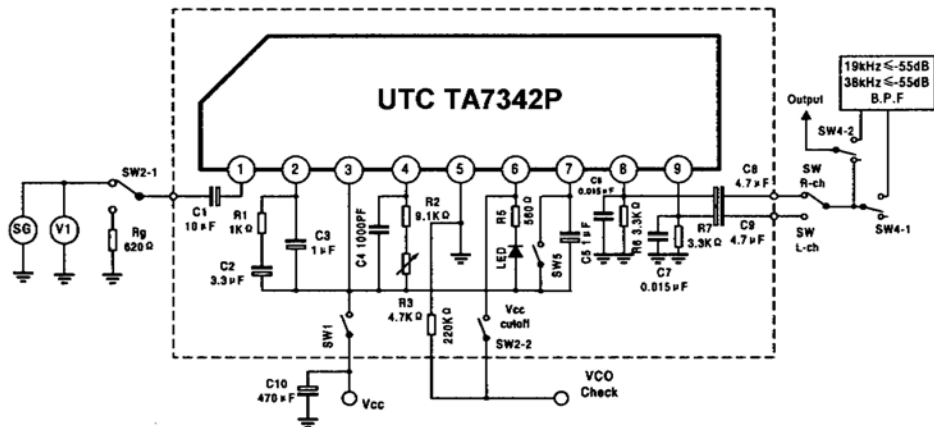 UTC TA7342P
1
2
3
4
5
6
7
8
9
19kHz≤-55dB
38kHz≤-55dB
B.P.F
Output
SW4-2
SW
R-ch
SW
L-ch
SW4-1
SW2-1
SG
V1
Rg
620Ω
C1
10μF
R1
1KΩ
C2
3.3μF
C3
1μF
C4 1000PF
R2
9.1KΩ
R3
4.7KΩ
220KΩ
R5
560Ω
LED
SW5
C5 1μF
C6
0.015μF
R6 3.3KΩ
C7
0.015μF
R7
3.3KΩ
C8
4.7μF
C9
4.7μF
SW1
Vcc
cutoff
SW2-2
C10
470μF
Vcc
VCO
Check